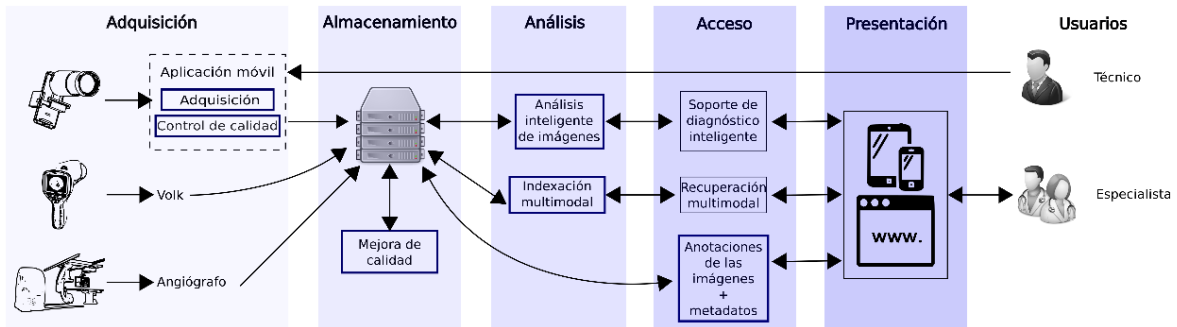 Adquisición
Almacenamiento
Análisis
Acceso
Presentación
Usuarios
Aplicación móvil
Adquisición
Control de calidad
Volk
Angiógrafo
Mejora de
calidad
Análisis
inteligente
de imágenes
Indexación
multimodal
Soporte de
diagnóstico
inteligente
Recuperación
multimodal
Anotaciones
de las
imágenes
+
metadatos
www.
Técnico
Especialista